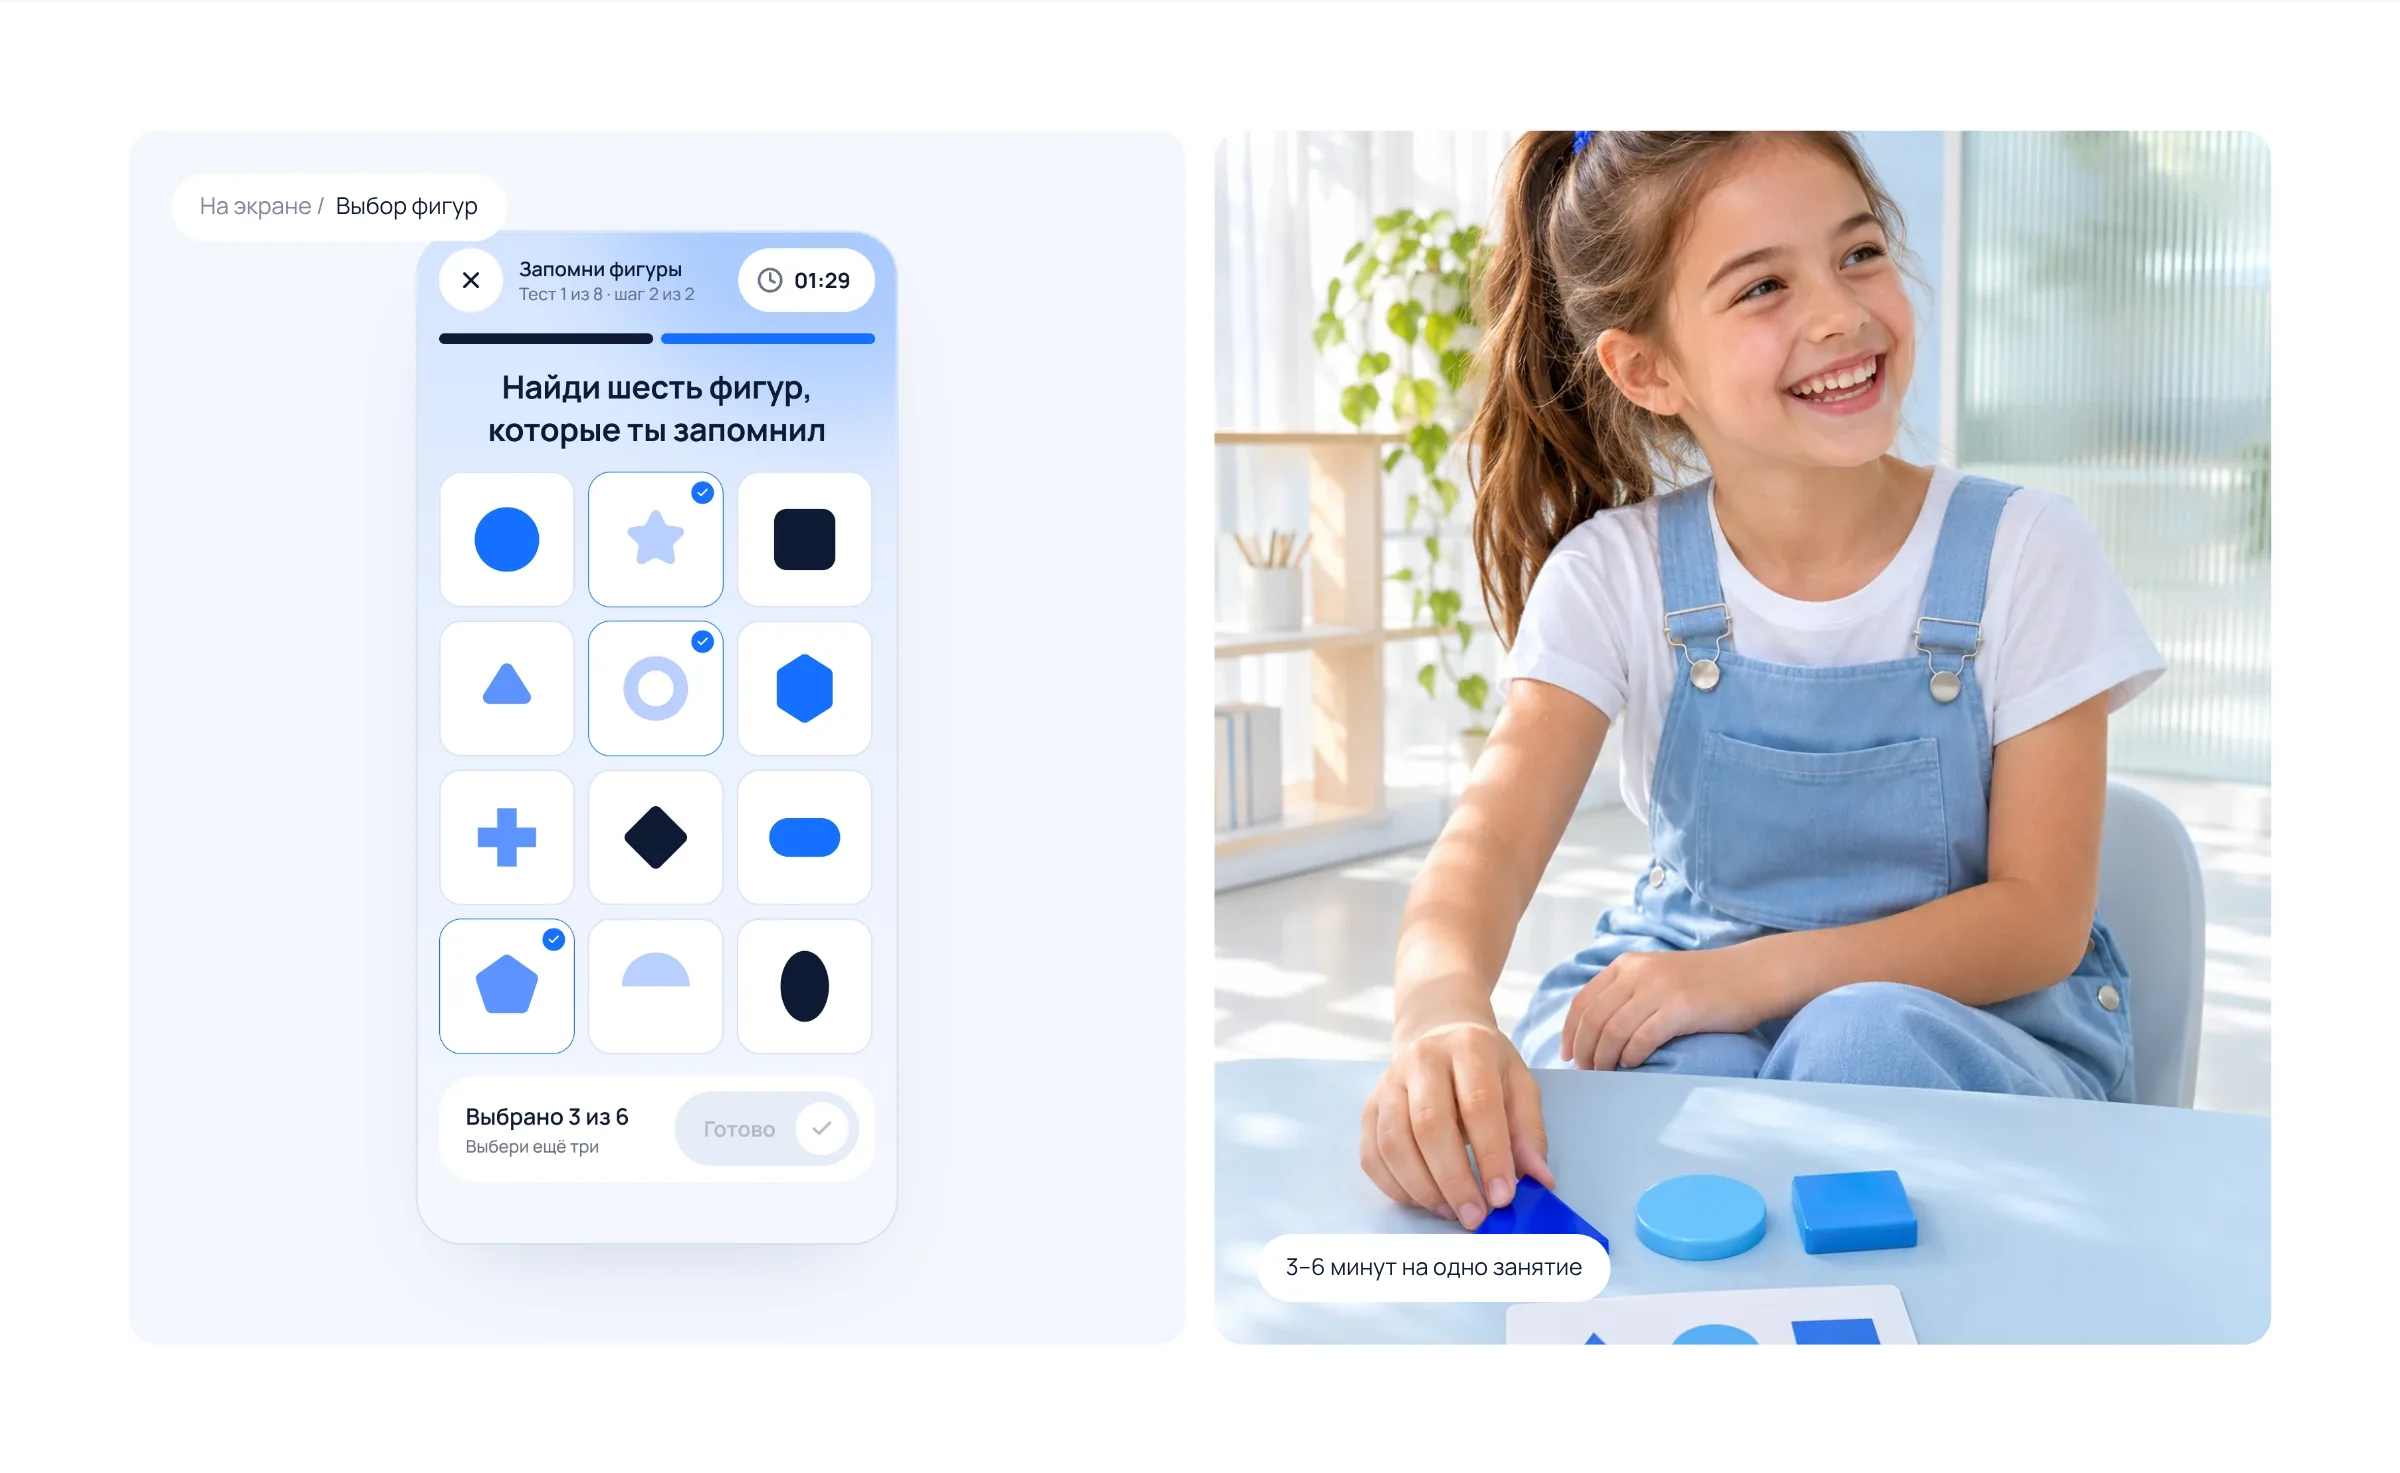 На экране / Выбор фигур
Запомни фигуры
Тест 1 из 8 · шаг 2 из 2
01:29
Найди шесть фигур,
которые ты запомнил
Выбрано 3 из 6
Выбери ещё три
Готово
3–6 минут на одно занятие